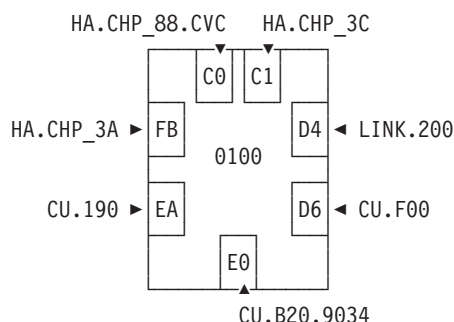 HA.CHP_88.CVC HA.CHP_3C
C0 C1
HA.CHP_3A ► FB D4 ◄ LINK.200
0100
CU.190 ► EA D6 ◄ CU.F00
E0
CU.B20.9034